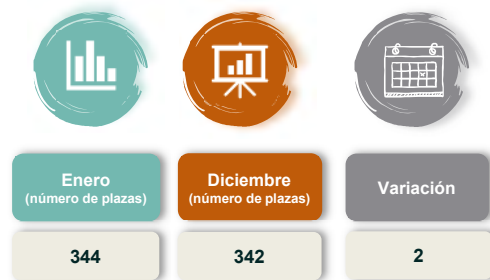 Enero
(número de plazas)
Diciembre
(número de plazas)
Variación
344
342
2